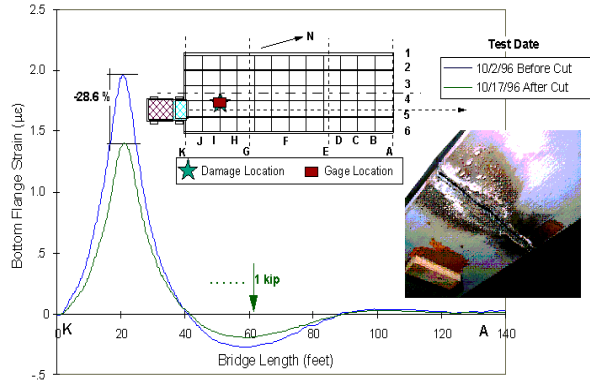 2.5
2.0
1.5
1.0
.5
0
-.5
Bottom Flange Strain (με)
-28.6 %
N
1
2
3
4
5
6
K J I H G F E D C B A
Damage Location
Gage Location
Test Date
10/2/96 Before Cut
10/17/96 After Cut
1 kip
K
A
0 20 40 60 80 100 120 140
Bridge Length (feet)